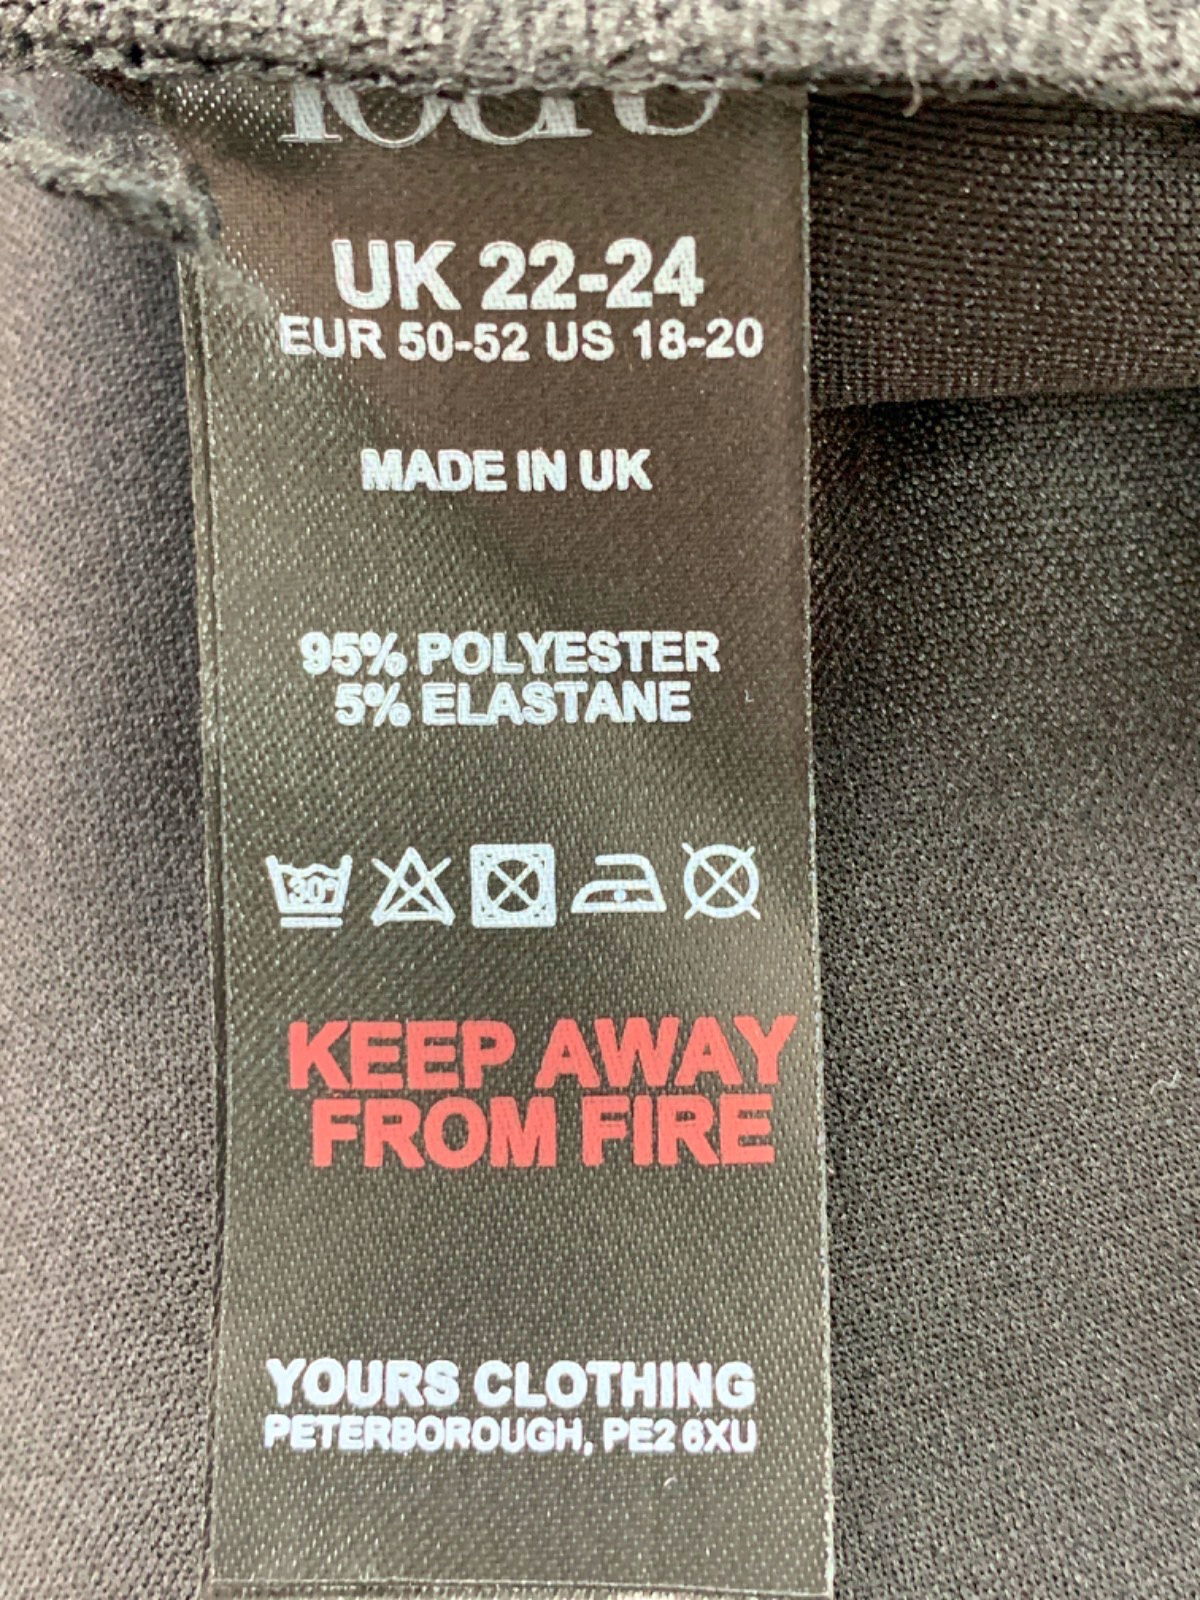 UK 22-24
EUR 50-52 US 18-20
MADE IN UK
95% POLYESTER
5% ELASTANE
30°
KEEP AWAY
FROM FIRE
YOURS CLOTHING
PETERBOROUGH, PE2 6XU